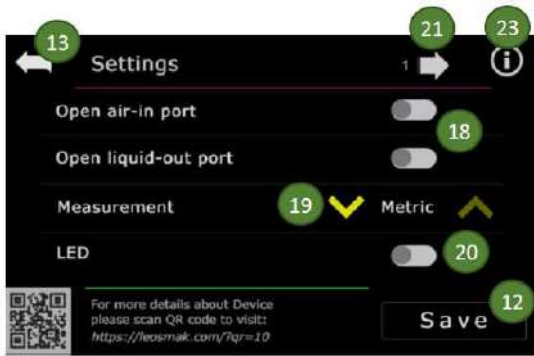 13
21
23
Settings
1
Open air-in port
18
Open liquid-out port
Measurement
19
Metric
LED
20
For more details about Device
please scan QR code to visit:
https://leosmak.com/?qr=10
Save
12